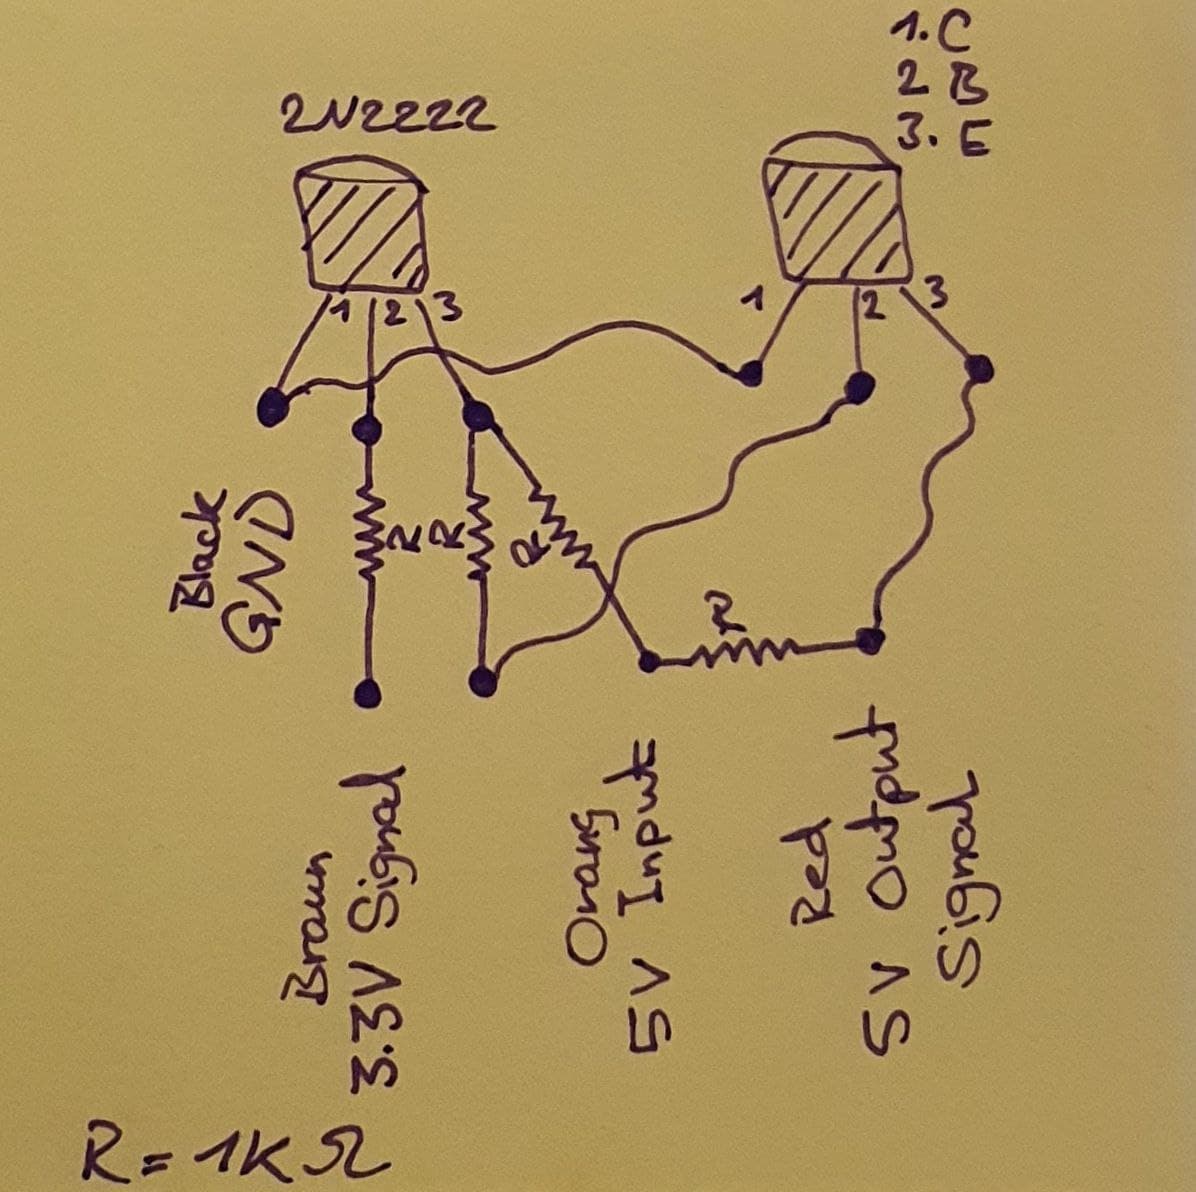 1. C
2 B
3. E
2N2222
1 2 3
1 2 3
Black
GND
R R R
R
Braun
3.3V Signal
Orang
5V Input
Red
5V Output
Signal
R = 1K Ω